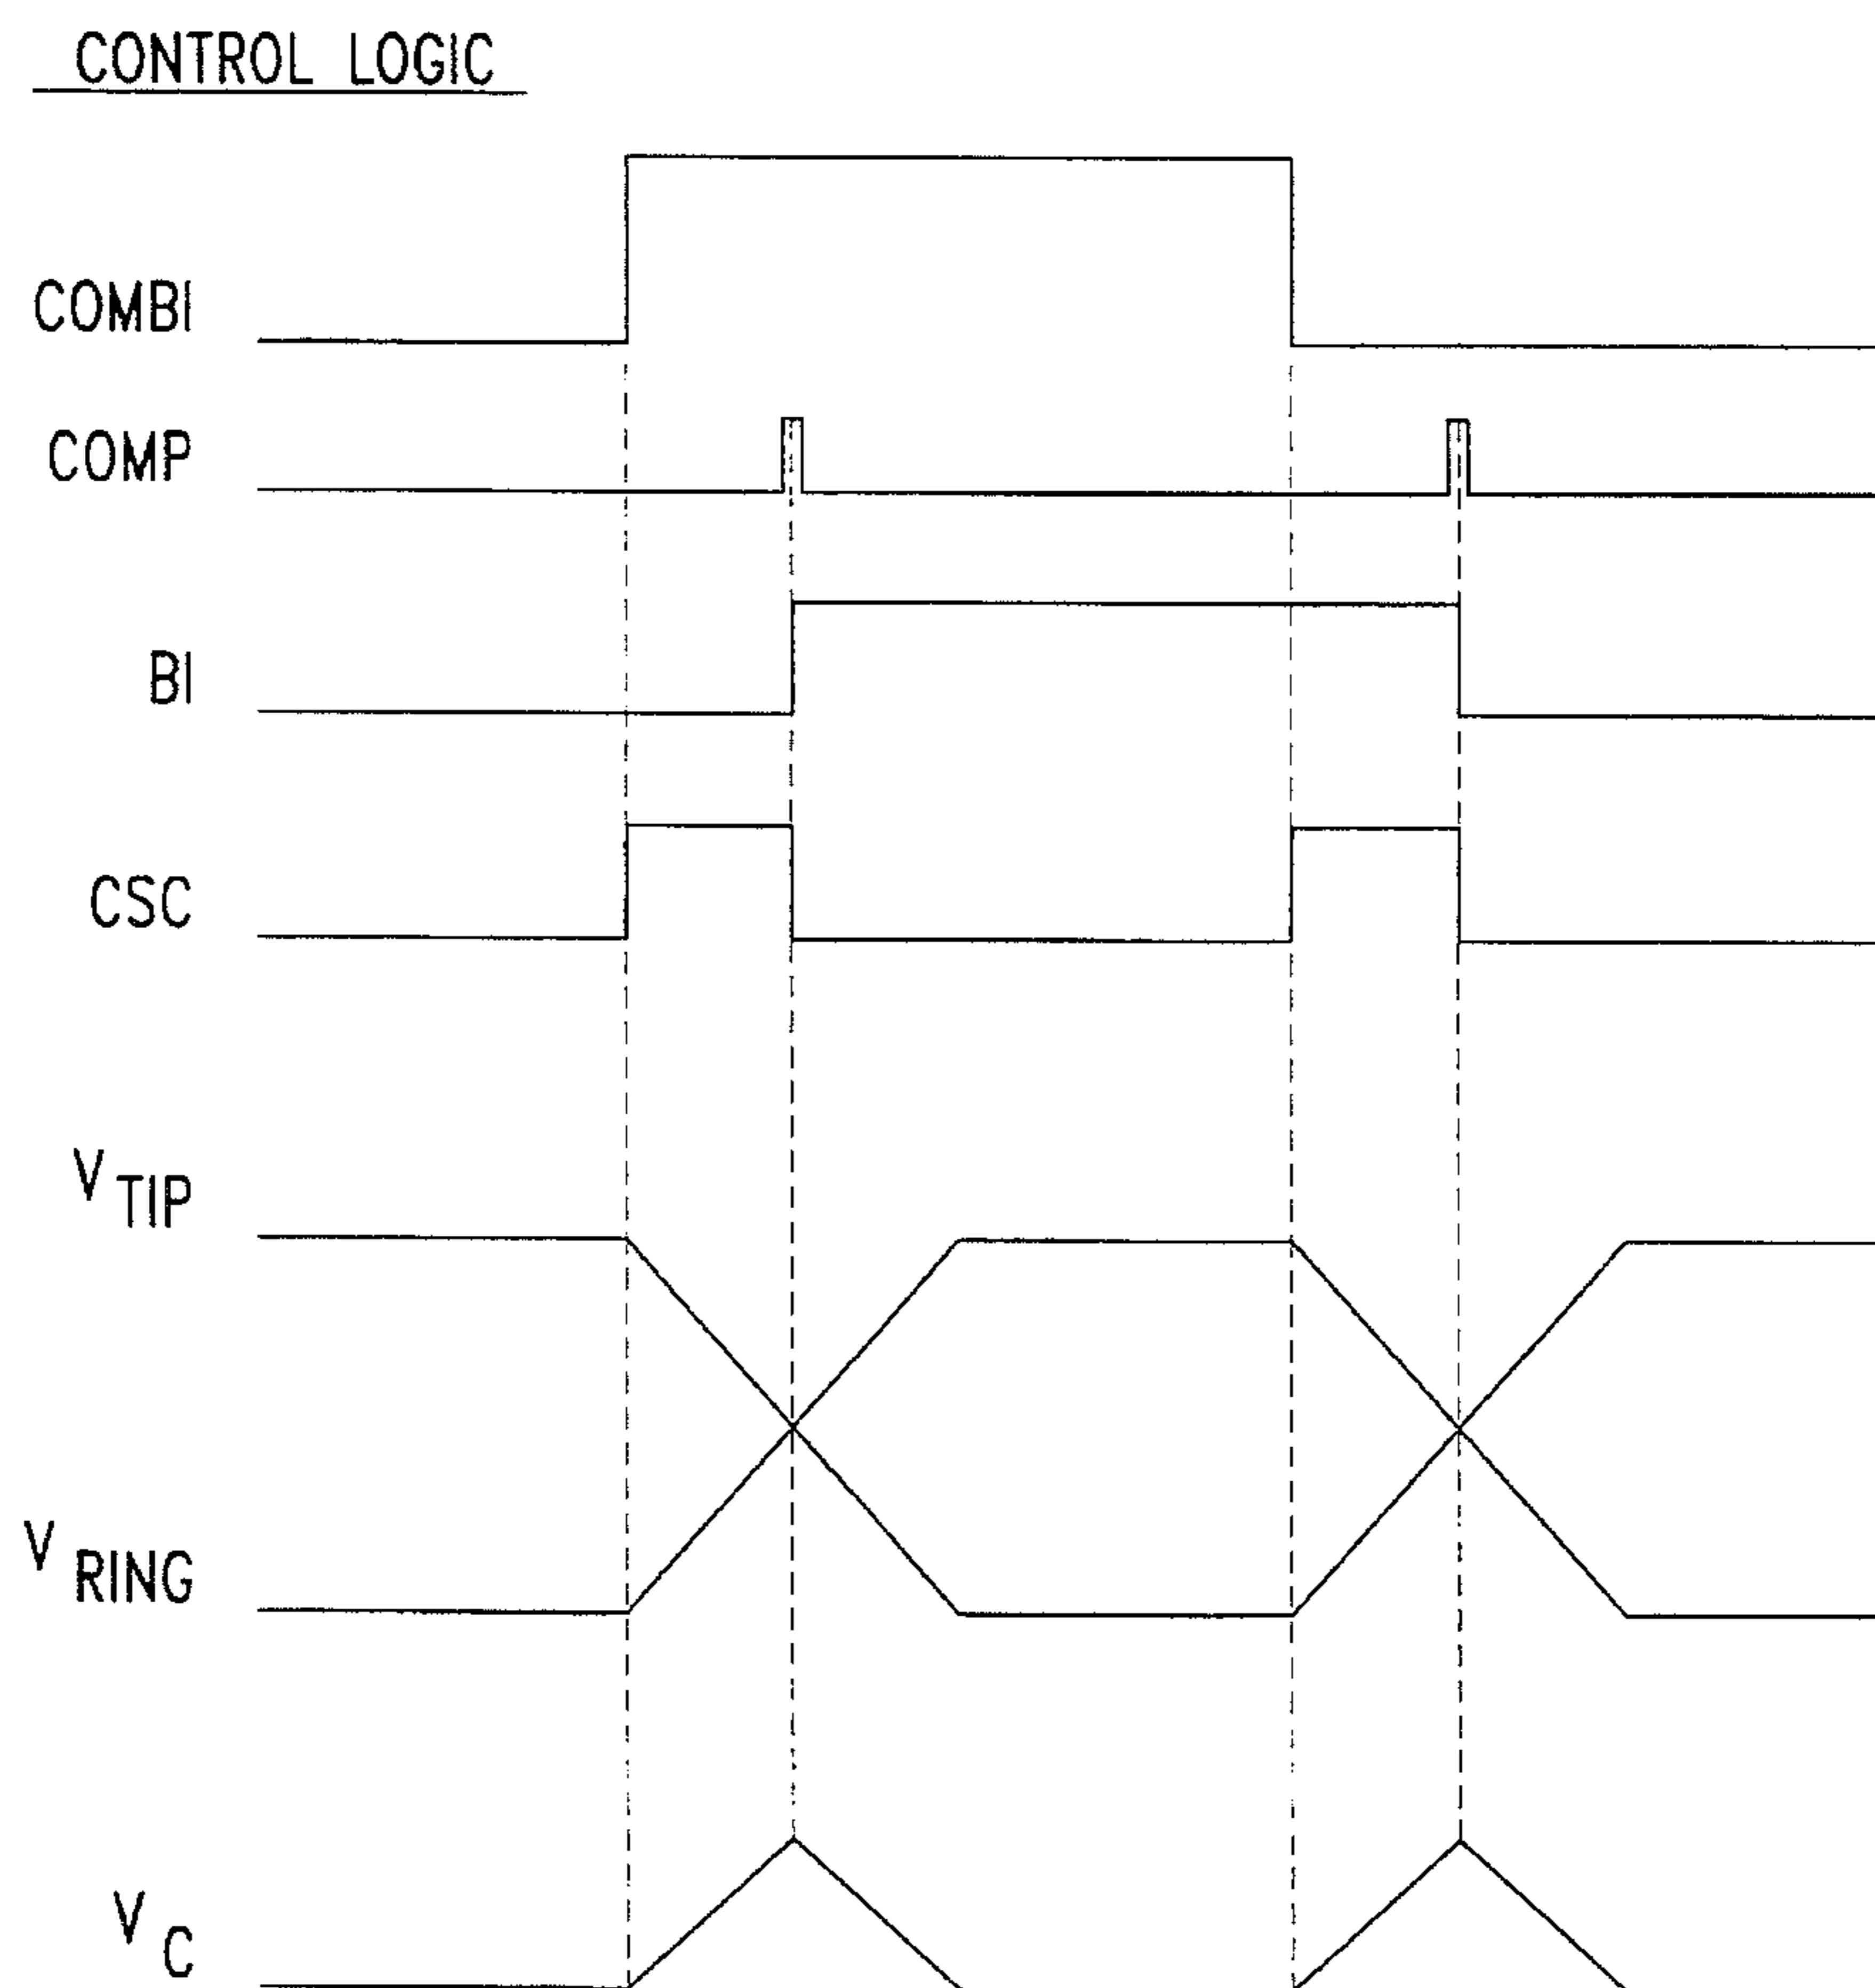 CONTROL LOGIC
COMBI
COMP
BI
CSC
V TIP
V RING
V C